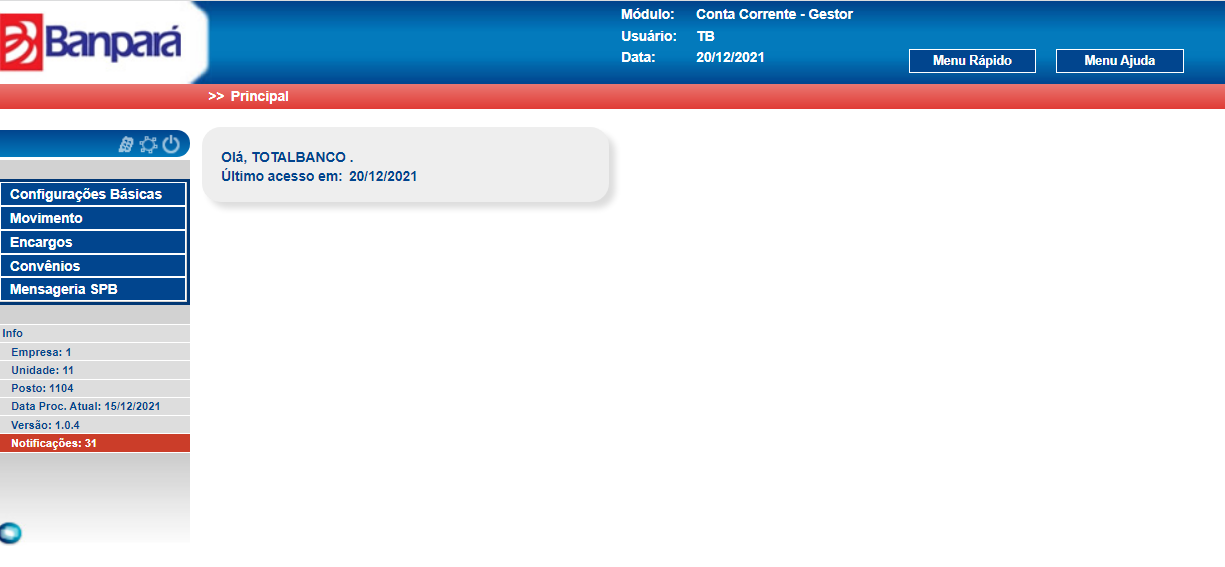 Banpará
Módulo: Conta Corrente - Gestor
Usuário: TB
Data: 20/12/2021
Menu Rápido
Menu Ajuda
>> Principal
Olá, TOTALBANCO .
Último acesso em: 20/12/2021
Configurações Básicas
Movimento
Encargos
Convênios
Mensageria SPB
Info
Empresa: 1
Unidade: 11
Posto: 1104
Data Proc. Atual: 15/12/2021
Versão: 1.0.4
Notificações: 31